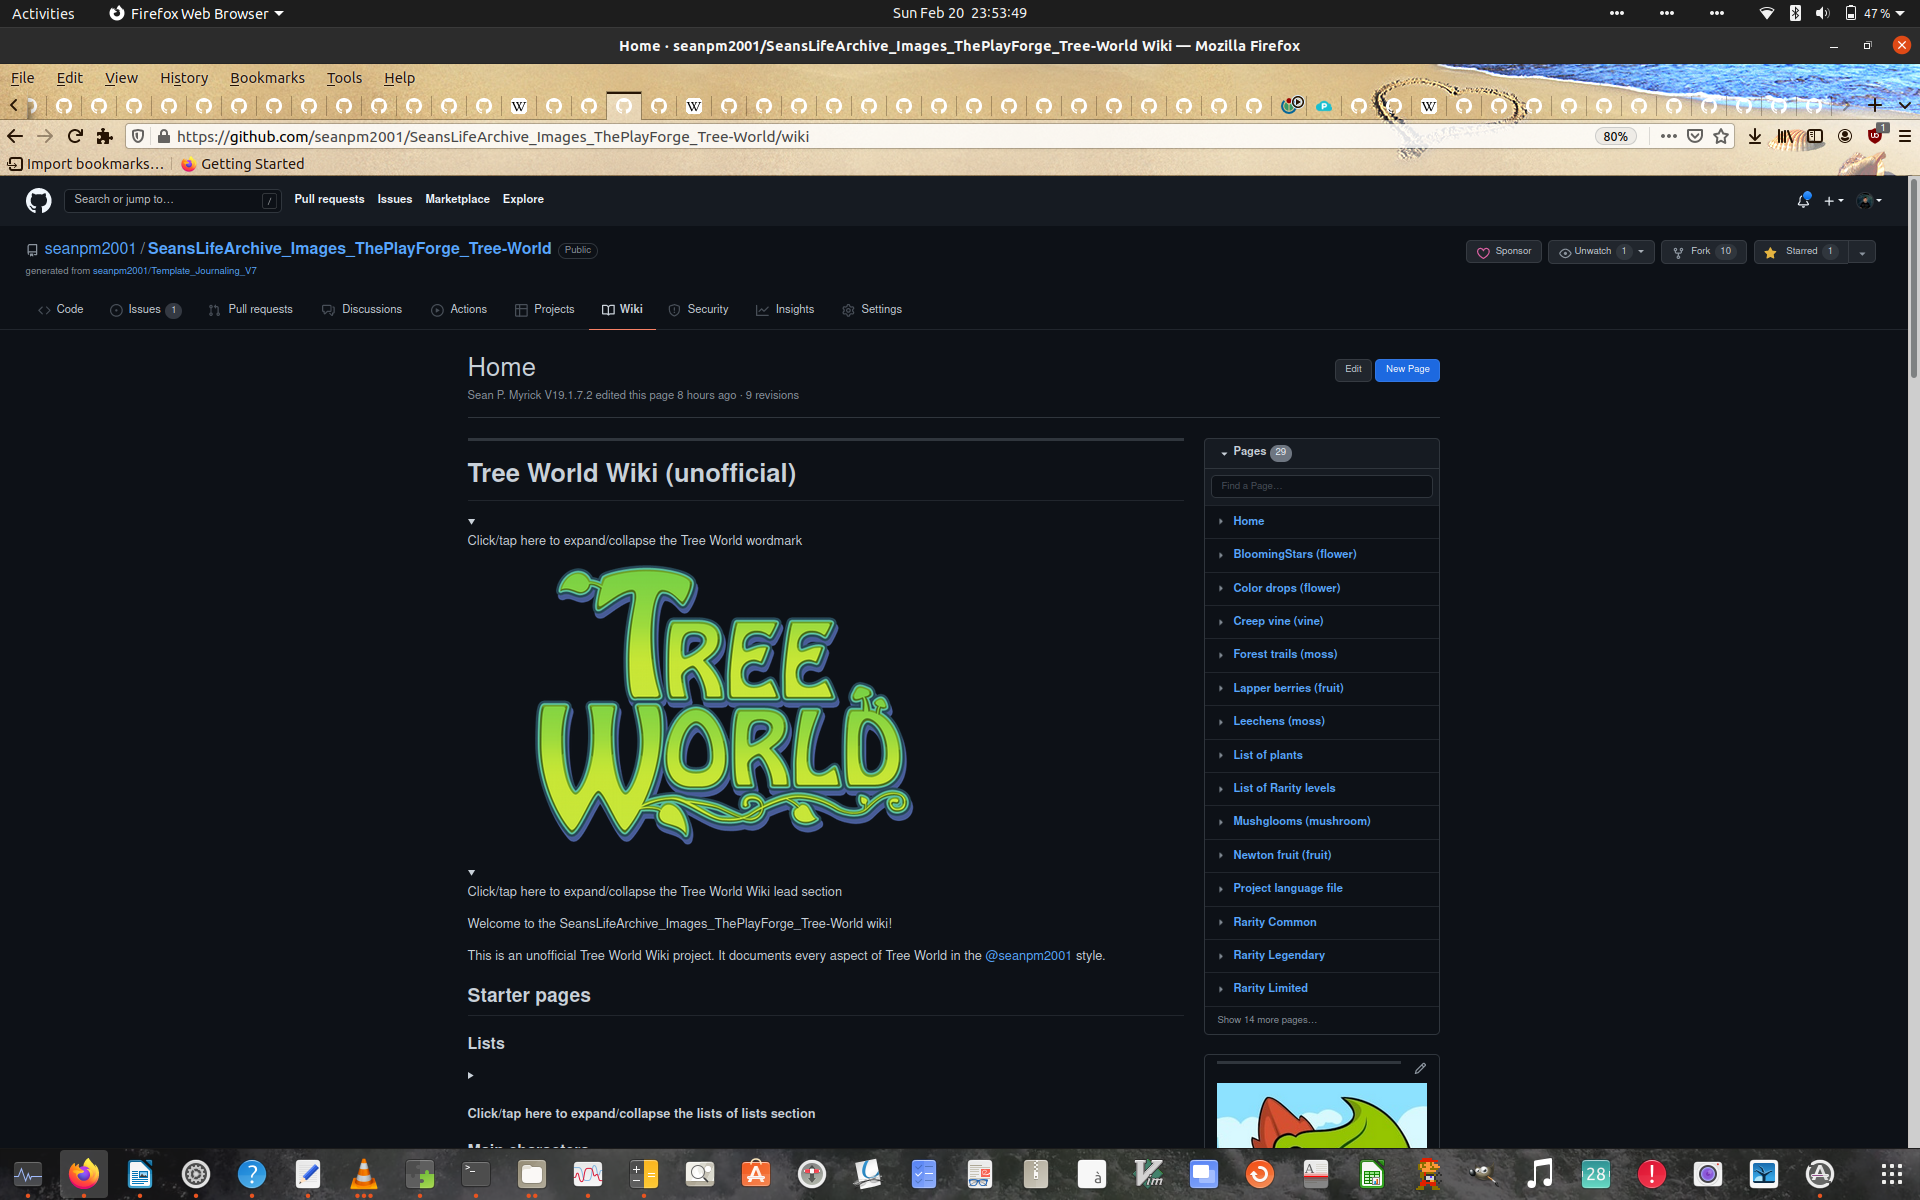 Activities Firefox Web Browser Sun Feb 20 23:53:49 47 %
Home · seanpm2001/SeansLifeArchive_Images_ThePlayForge_Tree-World Wiki — Mozilla Firefox
File Edit View History Bookmarks Tools Help
https://github.com/seanpm2001/SeansLifeArchive_Images_ThePlayForge_Tree-World/wiki 80% 1
Import bookmarks… Getting Started
Search or jump to… / Pull requests Issues Marketplace Explore
seanpm2001 / SeansLifeArchive_Images_ThePlayForge_Tree-World Public Sponsor Unwatch 1 Fork 10 Starred 1
generated from seanpm2001/Template_Journaling_V7
Code Issues 1 Pull requests Discussions Actions Projects Wiki Security Insights Settings
Home Edit New Page
Sean P. Myrick V19.1.7.2 edited this page 8 hours ago · 9 revisions
Tree World Wiki (unofficial)
Click/tap here to expand/collapse the Tree World wordmark
TREE
WORLD
Click/tap here to expand/collapse the Tree World Wiki lead section
Welcome to the SeansLifeArchive_Images_ThePlayForge_Tree-World wiki!
This is an unofficial Tree World Wiki project. It documents every aspect of Tree World in the @seanpm2001 style.
Starter pages
Lists
Click/tap here to expand/collapse the lists of lists section
Main characters
Pages 29
Find a Page…
Home
BloomingStars (flower)
Color drops (flower)
Creep vine (vine)
Forest trails (moss)
Lapper berries (fruit)
Leechens (moss)
List of plants
List of Rarity levels
Mushglooms (mushroom)
Newton fruit (fruit)
Project language file
Rarity Common
Rarity Legendary
Rarity Limited
Show 14 more pages…
28